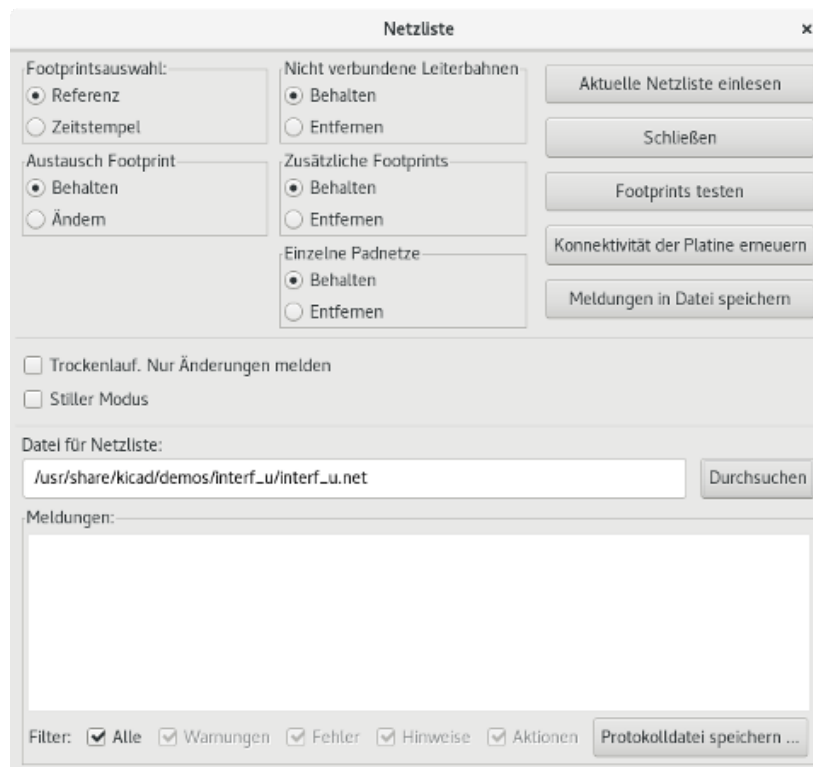 Netzliste
Footprintsauswahl:
Referenz
Zeitstempel
Austausch Footprint
Behalten
Ändern
Nicht verbundene Leiterbahnen
Behalten
Entfernen
Zusätzliche Footprints
Behalten
Entfernen
Einzelne Padnetze
Behalten
Entfernen
Aktuelle Netzliste einlesen
Schließen
Footprints testen
Konnektivität der Platine erneuern
Meldungen in Datei speichern
Trockenlauf. Nur Änderungen melden
Stiller Modus
Datei für Netzliste:
/usr/share/kicad/demos/interf_u/interf_u.net
Durchsuchen
Meldungen:
Filter: Alle Warnungen Fehler Hinweise Aktionen Protokolldatei speichern ...